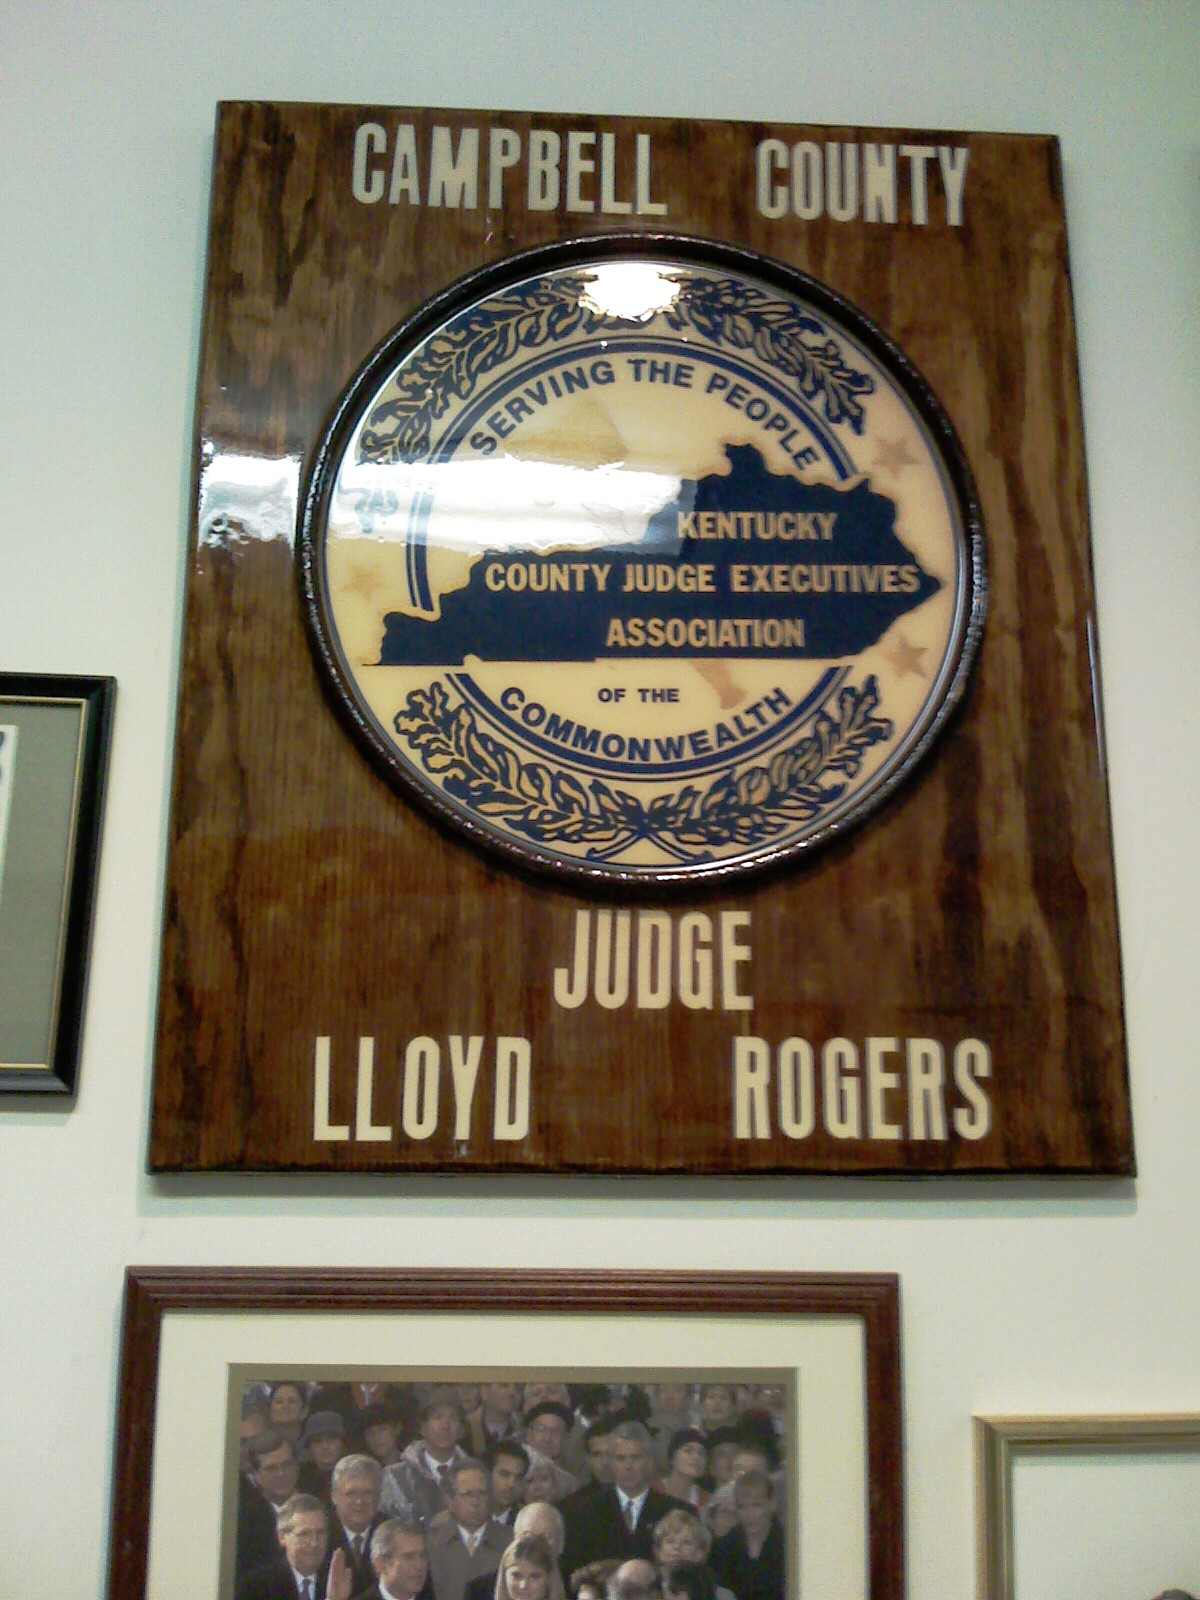 CAMPBELL COUNTY
SERVING THE PEOPLE
KENTUCKY
COUNTY JUDGE EXECUTIVES
ASSOCIATION
OF THE
COMMONWEALTH
JUDGE
LLOYD ROGERS